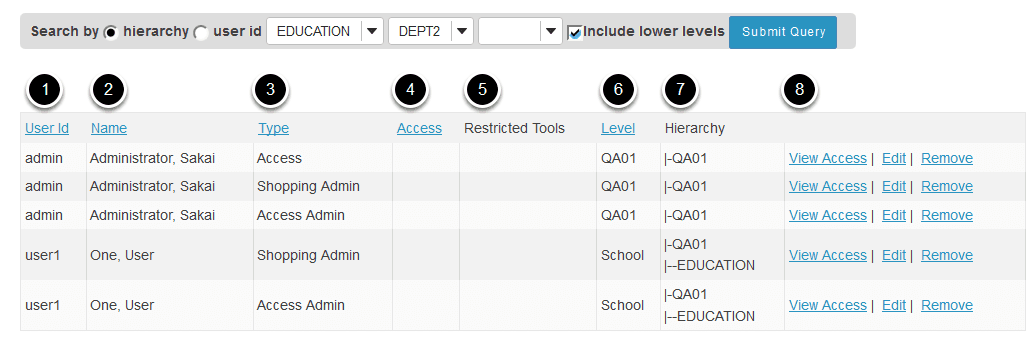 Search by hierarchy user id EDUCATION DEPT2 Include lower levels Submit Query
1 2 3 4 5 6 7 8
User Id Name Type Access Restricted Tools Level Hierarchy
admin Administrator, Sakai Access QA01 |-QA01 View Access | Edit | Remove
admin Administrator, Sakai Shopping Admin QA01 |-QA01 View Access | Edit | Remove
admin Administrator, Sakai Access Admin QA01 |-QA01 View Access | Edit | Remove
user1 One, User Shopping Admin School |-QA01
|--EDUCATION View Access | Edit | Remove
user1 One, User Access Admin School |-QA01
|--EDUCATION View Access | Edit | Remove